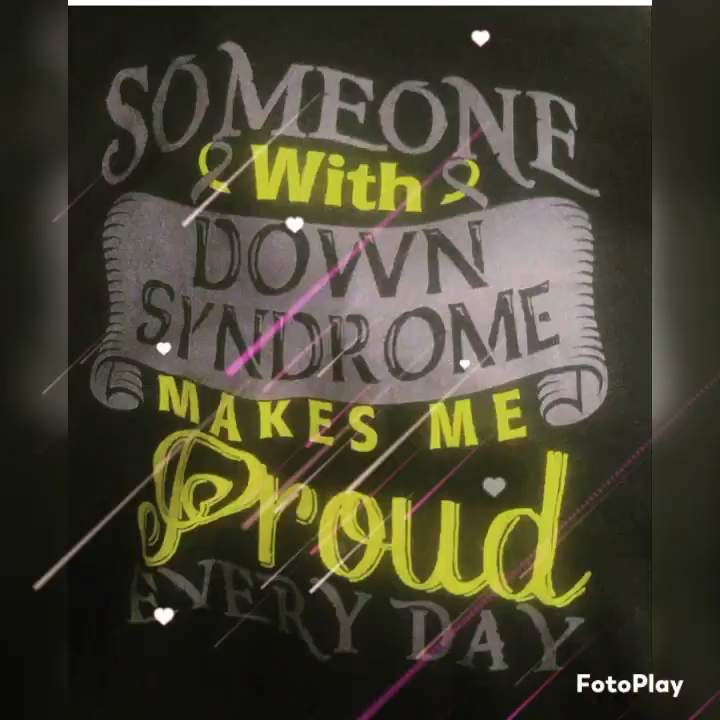 SOMEONE
With
DOWN
SYNDROME
MAKES ME
Proud
EVERY DAY
FotoPlay